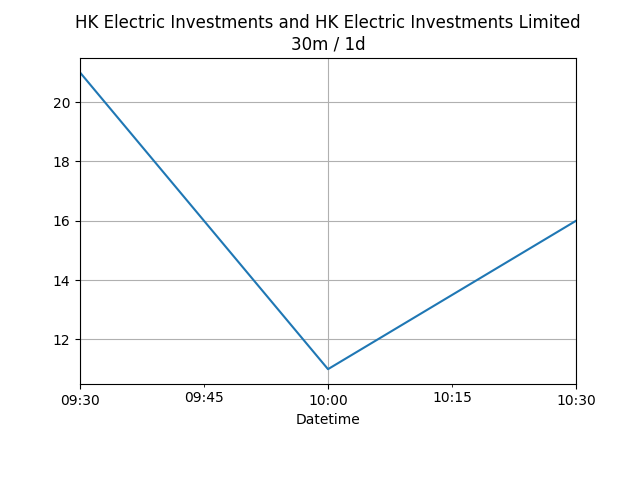 HK Electric Investments and HK Electric Investments Limited
30m / 1d
20
18
16
14
12
09:30 09:45 10:00 10:15 10:30
Datetime